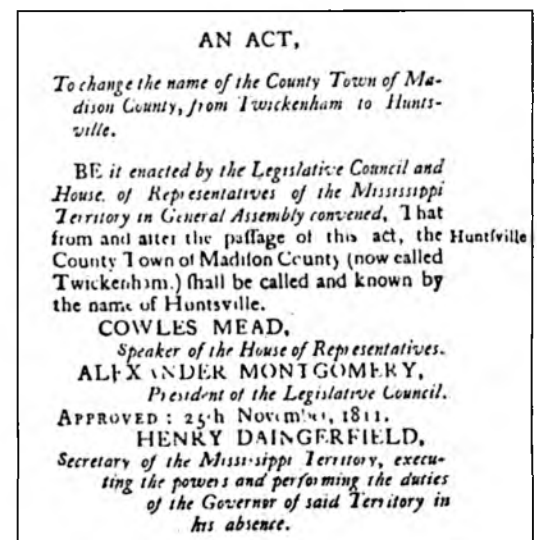 AN ACT,
To change the name of the County Town of Ma-
dison County, from Twickenham to Hunts-
ville.
BE it enacted by the Legislative Council and
House of Representatives of the Mississippi
Territory in General Assembly convened, That
from and after the paſſage of this act, the Huntſville
County Town of Madiſon County (now called
Twickenham.) ſhall be called and known by
the name of Huntsville.
COWLES MEAD,
Speaker of the House of Representatives.
ALEXANDER MONTGOMERY,
President of the Legislative Council.
APPROVED : 25th November, 1811.
HENRY DAINGERFIELD,
Secretary of the Mississippi Territory, execu-
ting the powers and performing the duties
of the Governor of said Territory in
his absence.